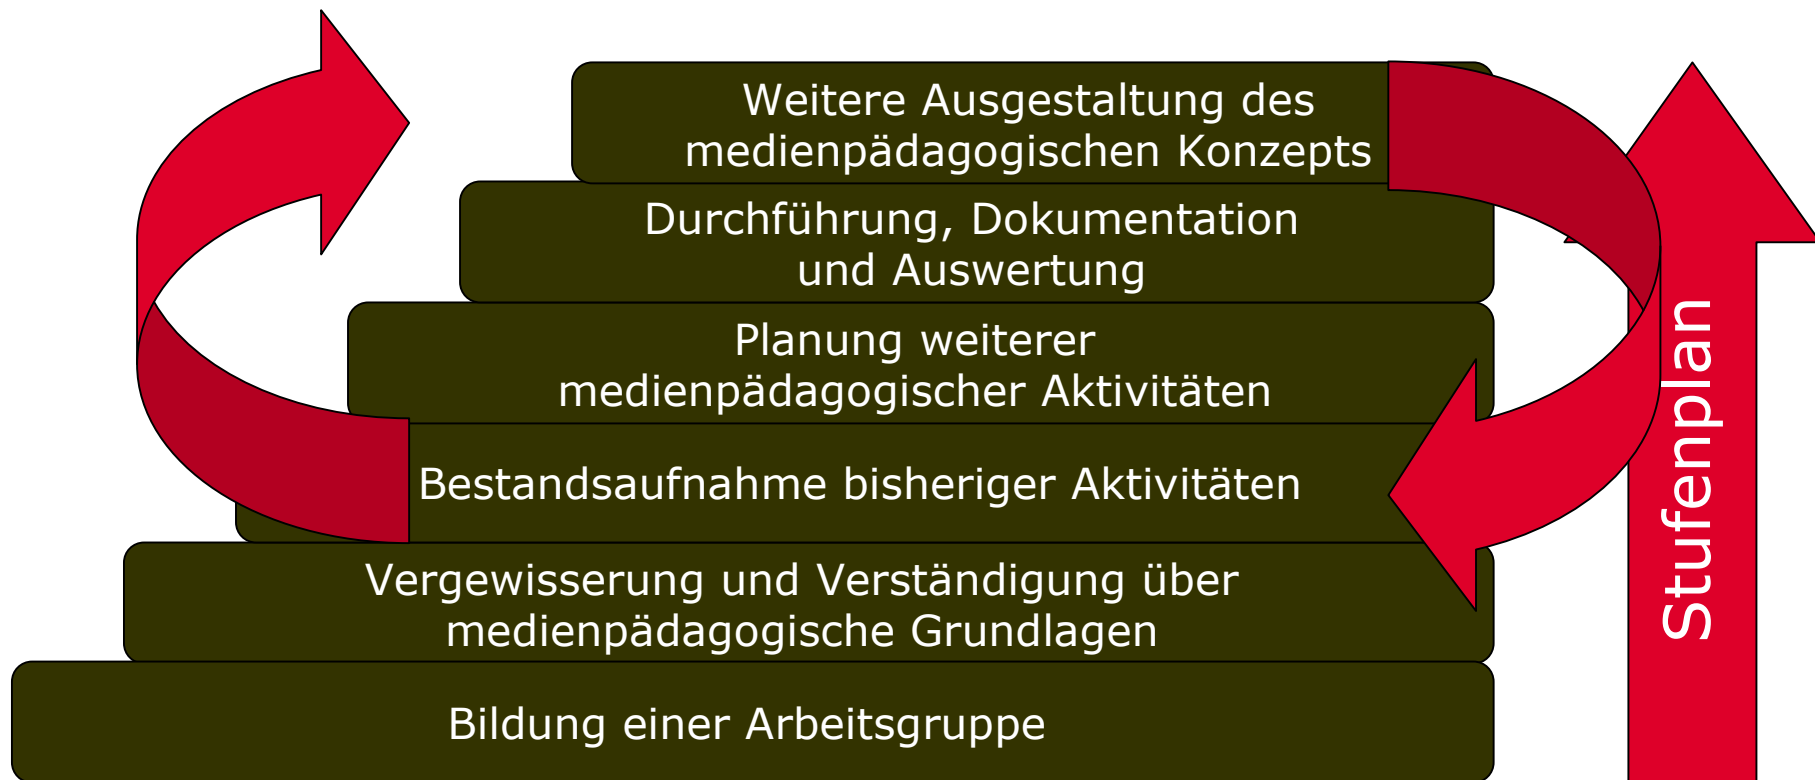 Weitere Ausgestaltung des
medienpädagogischen Konzepts
Durchführung, Dokumentation
und Auswertung
Planung weiterer
medienpädagogischer Aktivitäten
Bestandsaufnahme bisheriger Aktivitäten
Vergewisserung und Verständigung über
medienpädagogische Grundlagen
Bildung einer Arbeitsgruppe
Stufenplan